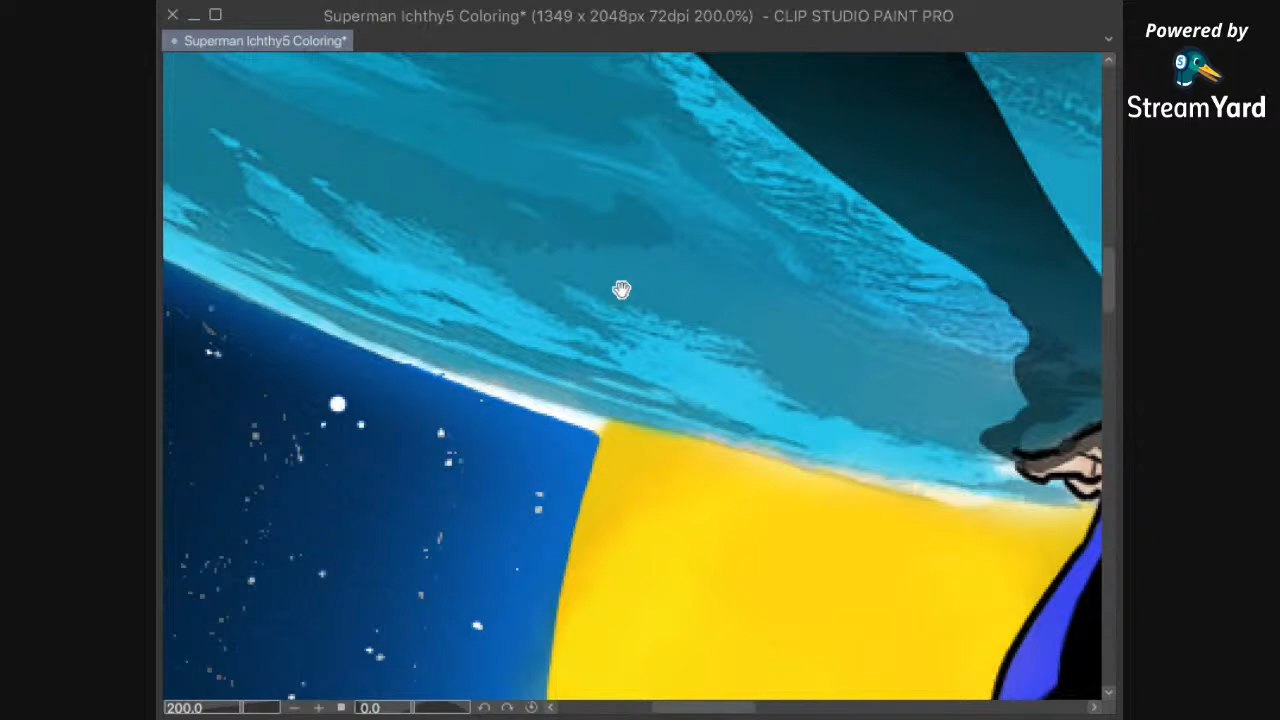 Superman Ichthy5 Coloring* (1349 x 2048px 72dpi 200.0%) - CLIP STUDIO PAINT PRO
Superman Ichthy5 Coloring*
Powered by
S
StreamYard
200.0
0.0